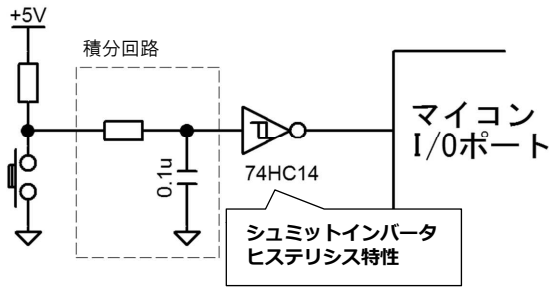 +5V
積分回路
0.1u
74HC14
マイコン
I/Oポート
シュミットインバータ
ヒステリシス特性